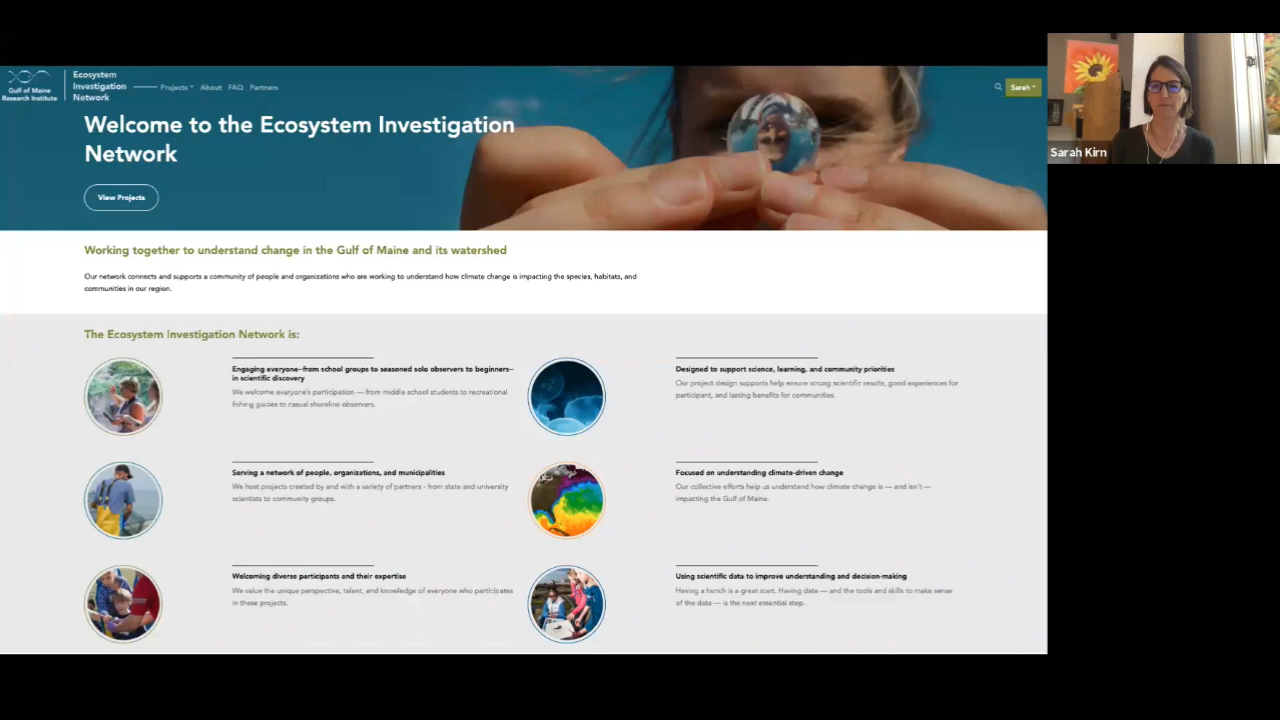 Gulf of Maine
Research Institute
Ecosystem
Investigation
Network
Projects
About
FAQ
Partners
Sarah
Welcome to the Ecosystem Investigation
Network
View Projects
Sarah Kirn
Working together to understand change in the Gulf of Maine and its watershed
Our network connects and supports a community of people and organizations who are working to understand how climate change is impacting the species, habitats, and
communities in our region.
The Ecosystem Investigation Network is:
Engaging everyone--from school groups to seasoned solo observers to beginners--
in scientific discovery
We welcome everyone's participation — from middle school students to recreational
fishing guides to casual shoreline observers.
Designed to support science, learning, and community priorities
Our project design supports help ensure strong scientific results, good experiences for
participant, and lasting benefits for communities.
Serving a network of people, organizations, and municipalities
We host projects created by and with a variety of partners - from state and university
scientists to community groups.
Focused on understanding climate-driven change
Our collective efforts help us understand how climate change is — and isn't —
impacting the Gulf of Maine.
Welcoming diverse participants and their expertise
We value the unique perspective, talent, and knowledge of everyone who participates
in these projects.
Using scientific data to improve understanding and decision-making
Having a hunch is a great start. Having data — and the tools and skills to make sense
of the data — is the next essential step.